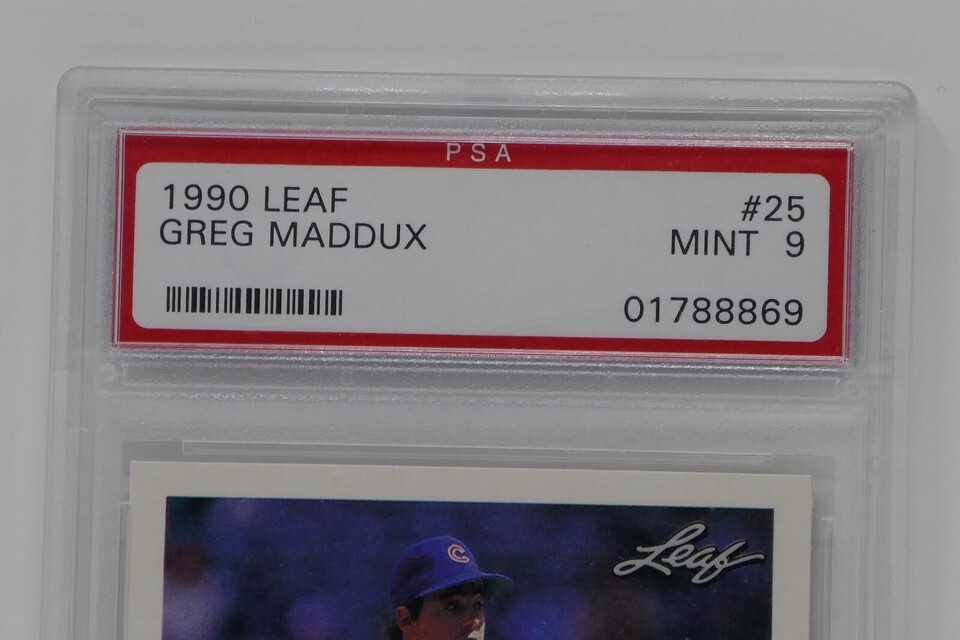 PSA
1990 LEAF #25
GREG MADDUX MINT 9
01788869
Leaf
C